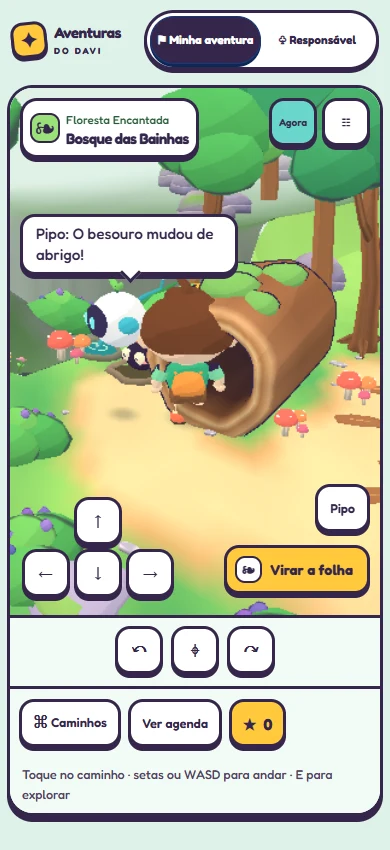 Aventuras
DO DAVI
Minha aventura
Responsável
Floresta Encantada
Bosque das Bainhas
Agora
Pipo: O besouro mudou de
abrigo!
Pipo
Virar a folha
Caminhos
Ver agenda
★ 0
Toque no caminho · setas ou WASD para andar · E para
explorar